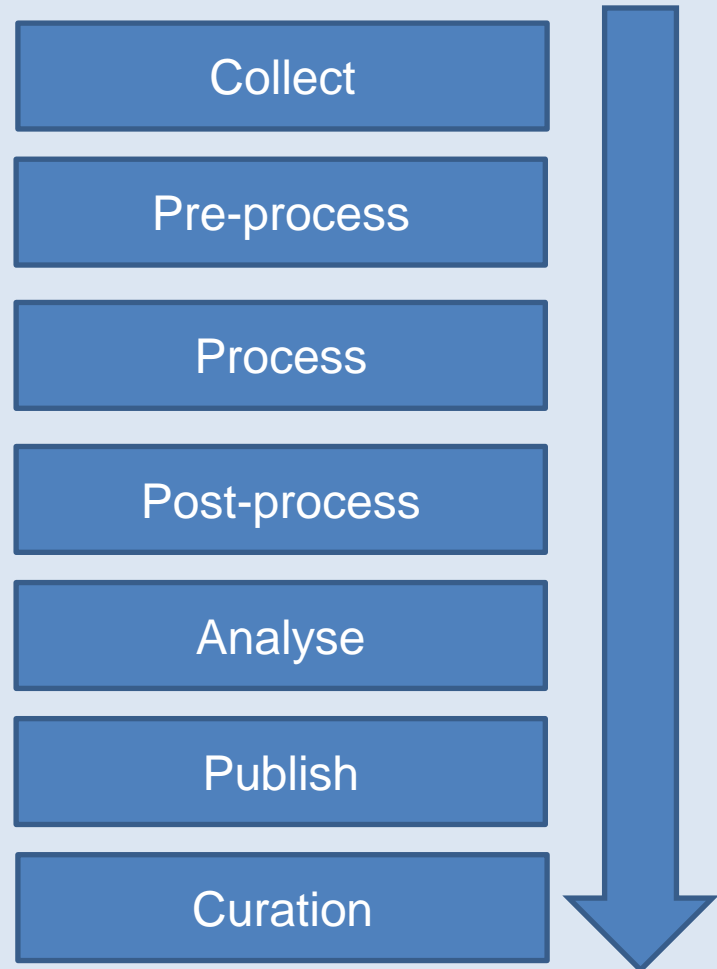 Collect
Pre-process
Process
Post-process
Analyse
Publish
Curation